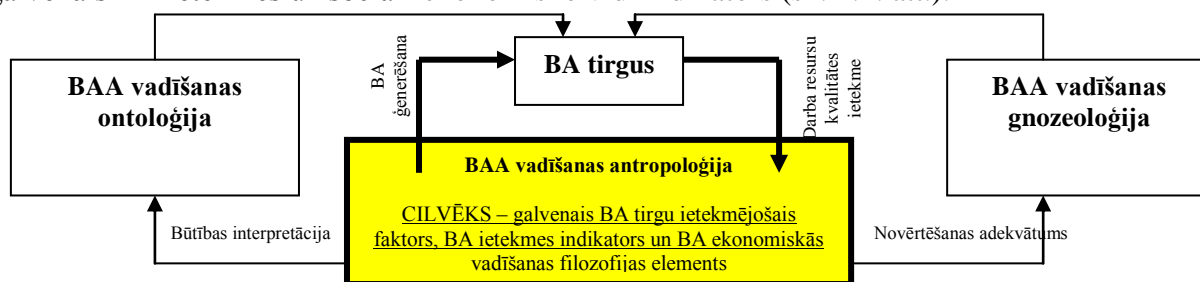 BA tirgus
BAA vadīšanas
ontoloģija
BA
ģenerēšana
Darba resursu
kvalitātes
ietekme
BAA vadīšanas
gnozeoloģija
BAA vadīšanas antropoloģija
CILVĒKS – galvenais BA tirgu ietekmējošais
faktors, BA ietekmes indikators un BA ekonomiskās
vadīšanas filozofijas elements
Būtības interpretācija
Novērtēšanas adekvātums